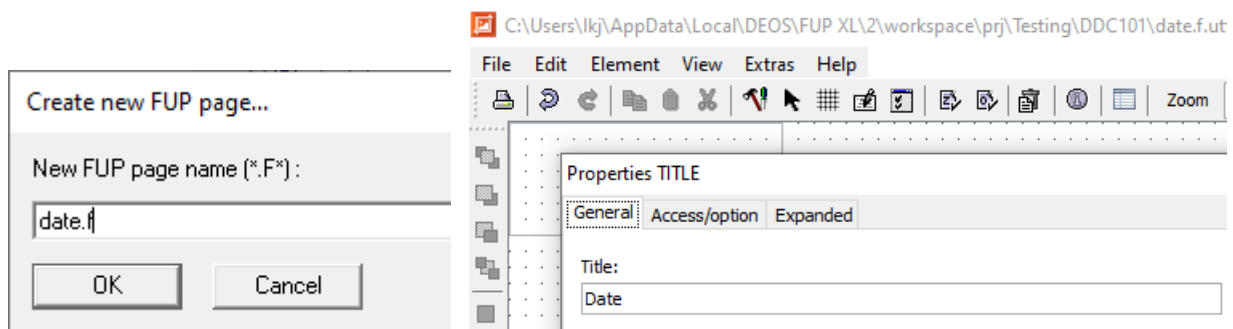 Create new FUP page...
New FUP page name (*.F*) :
date.f
OK Cancel
C:\Users\lkj\AppData\Local\DEOS\FUP XL\2\workspace\prj\Testing\DDC101\date.f.ut
File Edit Element View Extras Help
Zoom
Properties TITLE
General Access/option Expanded
Title:
Date